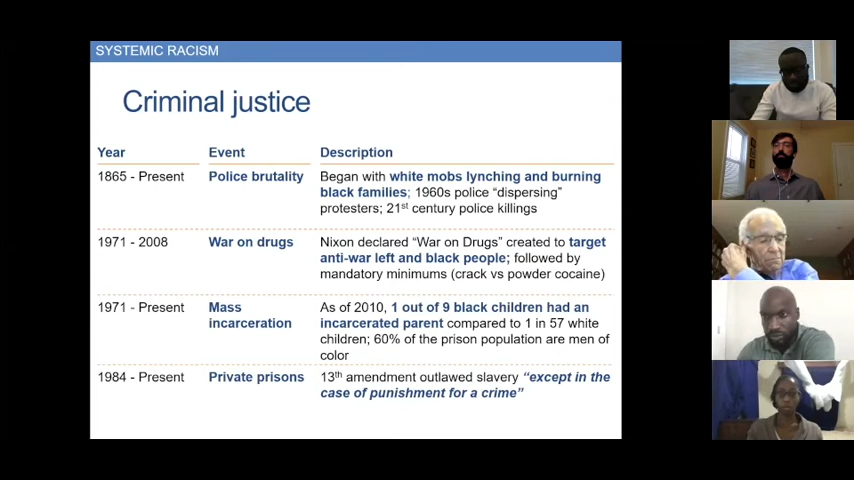 SYSTEMIC RACISM
Criminal justice
Year Event Description
1865 - Present Police brutality Began with white mobs lynching and burning
black families; 1960s police “dispersing”
protesters; 21st century police killings
1971 - 2008 War on drugs Nixon declared “War on Drugs” created to target
anti-war left and black people; followed by
mandatory minimums (crack vs powder cocaine)
1971 - Present Mass As of 2010, 1 out of 9 black children had an
incarceration incarcerated parent compared to 1 in 57 white
children; 60% of the prison population are men of
color
1984 - Present Private prisons 13th amendment outlawed slavery “except in the
case of punishment for a crime”